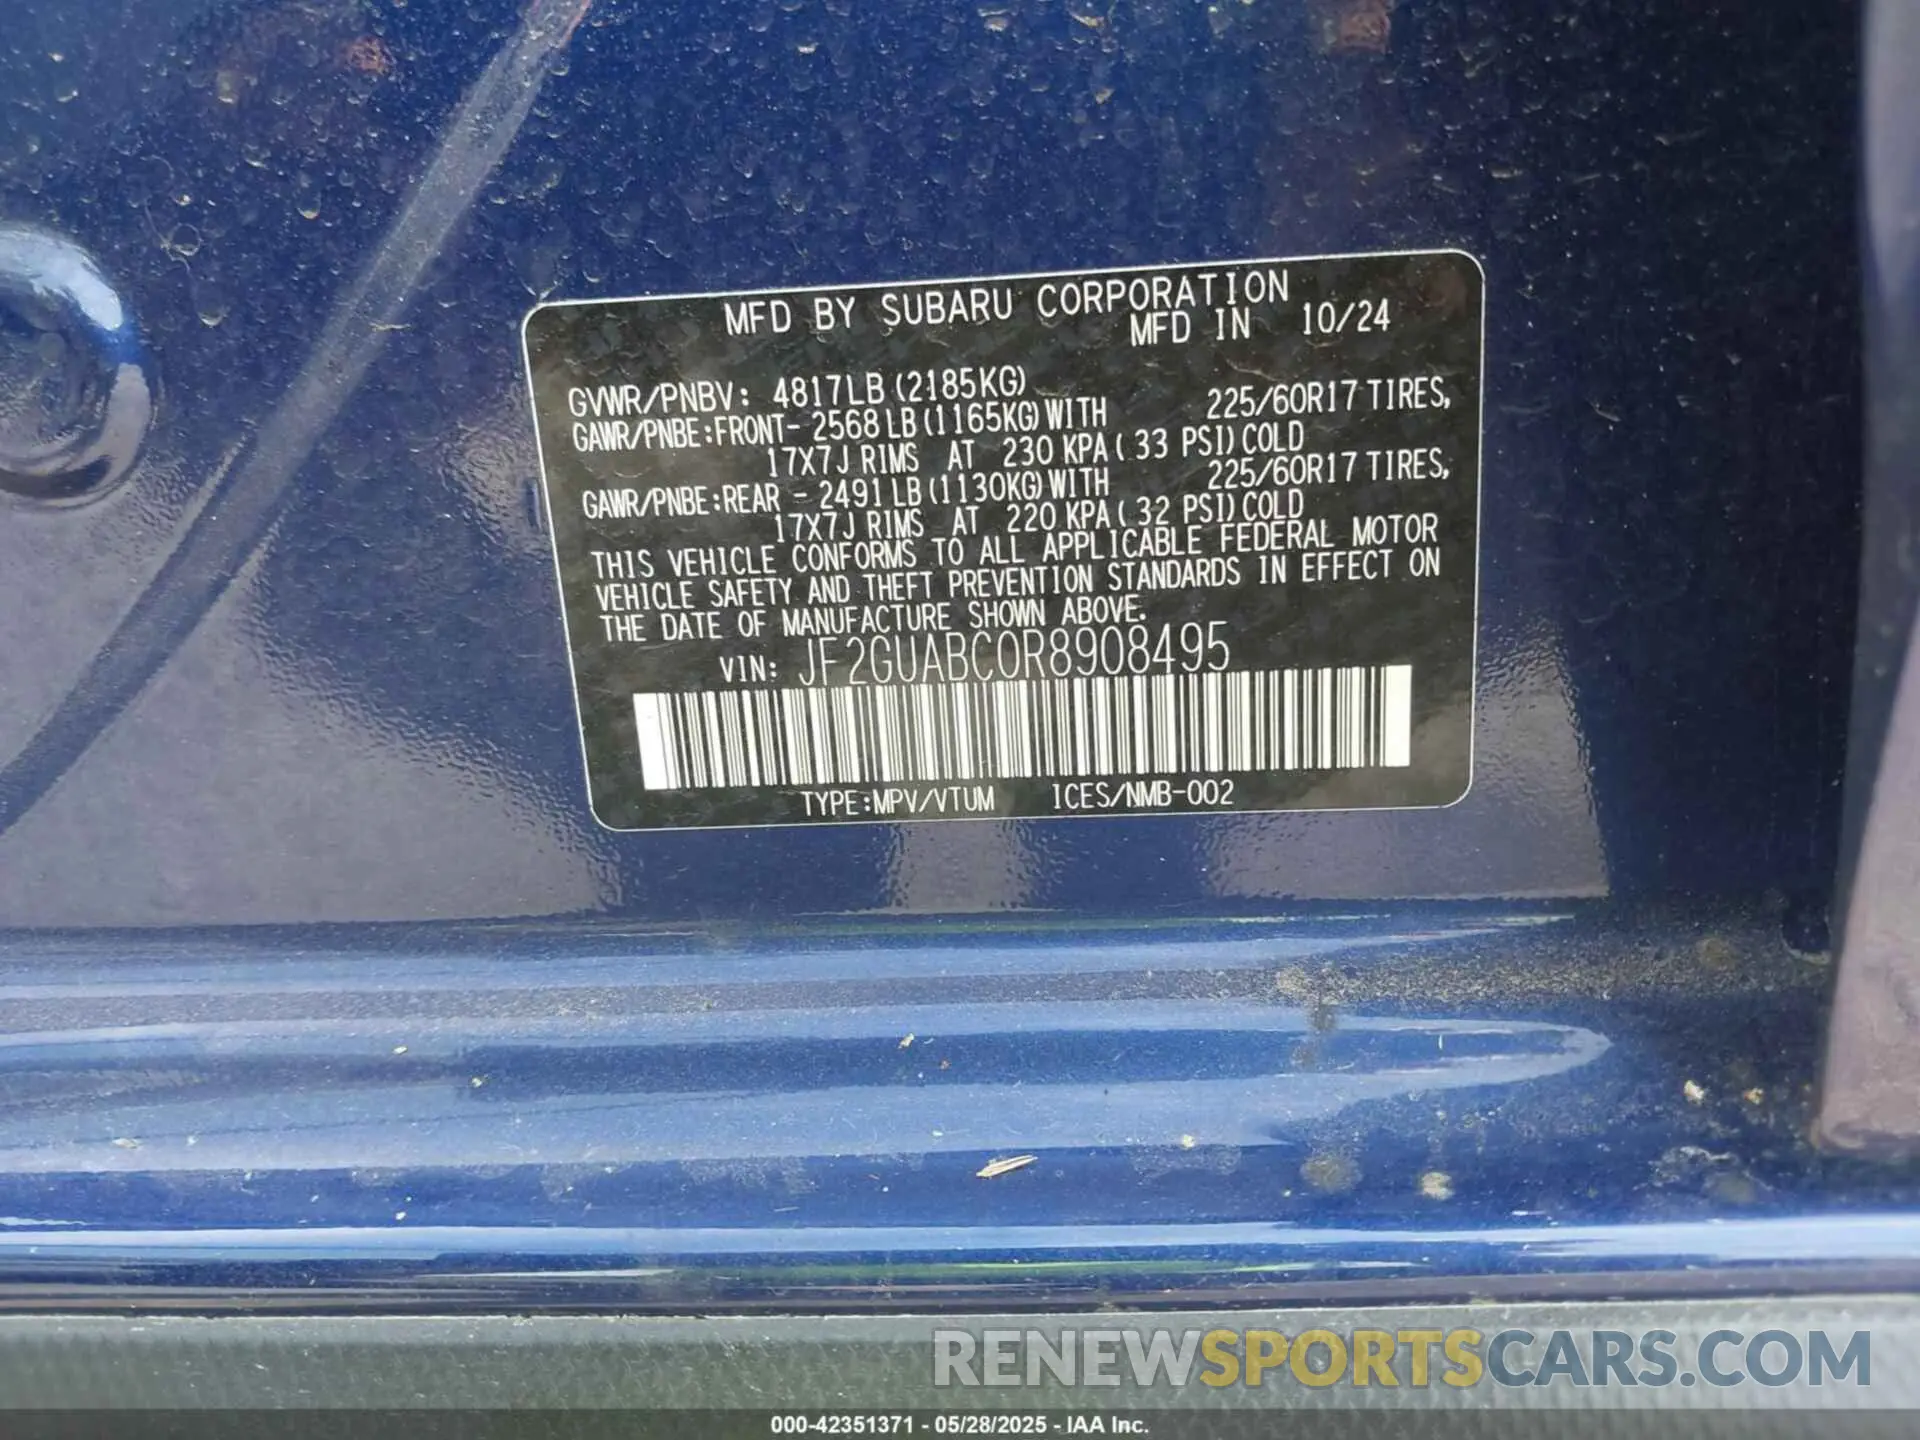 MFD BY SUBARU CORPORATION
MFD IN 10/24
GVWR/PNBV: 4817LB (2185KG)
GAWR/PNBE:FRONT- 2568 LB (1165KG) WITH 225/60R17 TIRES,
17X7J RIMS AT 230 KPA ( 33 PSI) COLD
GAWR/PNBE:REAR - 2491 LB (1130KG) WITH 225/60R17 TIRES,
17X7J RIMS AT 220 KPA ( 32 PSI) COLD
THIS VEHICLE CONFORMS TO ALL APPLICABLE FEDERAL MOTOR
VEHICLE SAFETY AND THEFT PREVENTION STANDARDS IN EFFECT ON
THE DATE OF MANUFACTURE SHOWN ABOVE.
VIN: JF2GUABC0R8908495
TYPE:MPV/VTUM ICES/NMB-002
RENEWSPORTSCARS.COM
000-42351371 - 05/28/2025 - IAA Inc.